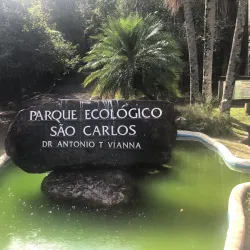 PARQUE ECOLÓGICO
SÃO CARLOS
DR ANTONIO T VIANNA